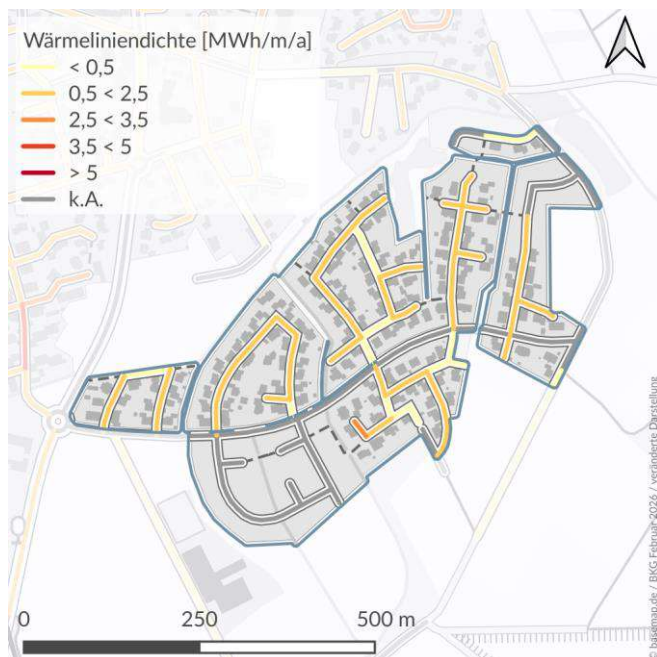 Wärmeliniendichte [MWh/m/a]
< 0,5
0,5 < 2,5
2,5 < 3,5
3,5 < 5
> 5
k.A.
0 250 500 m
© basemap.de / BKG Februar 2026 / veränderte Darstellung